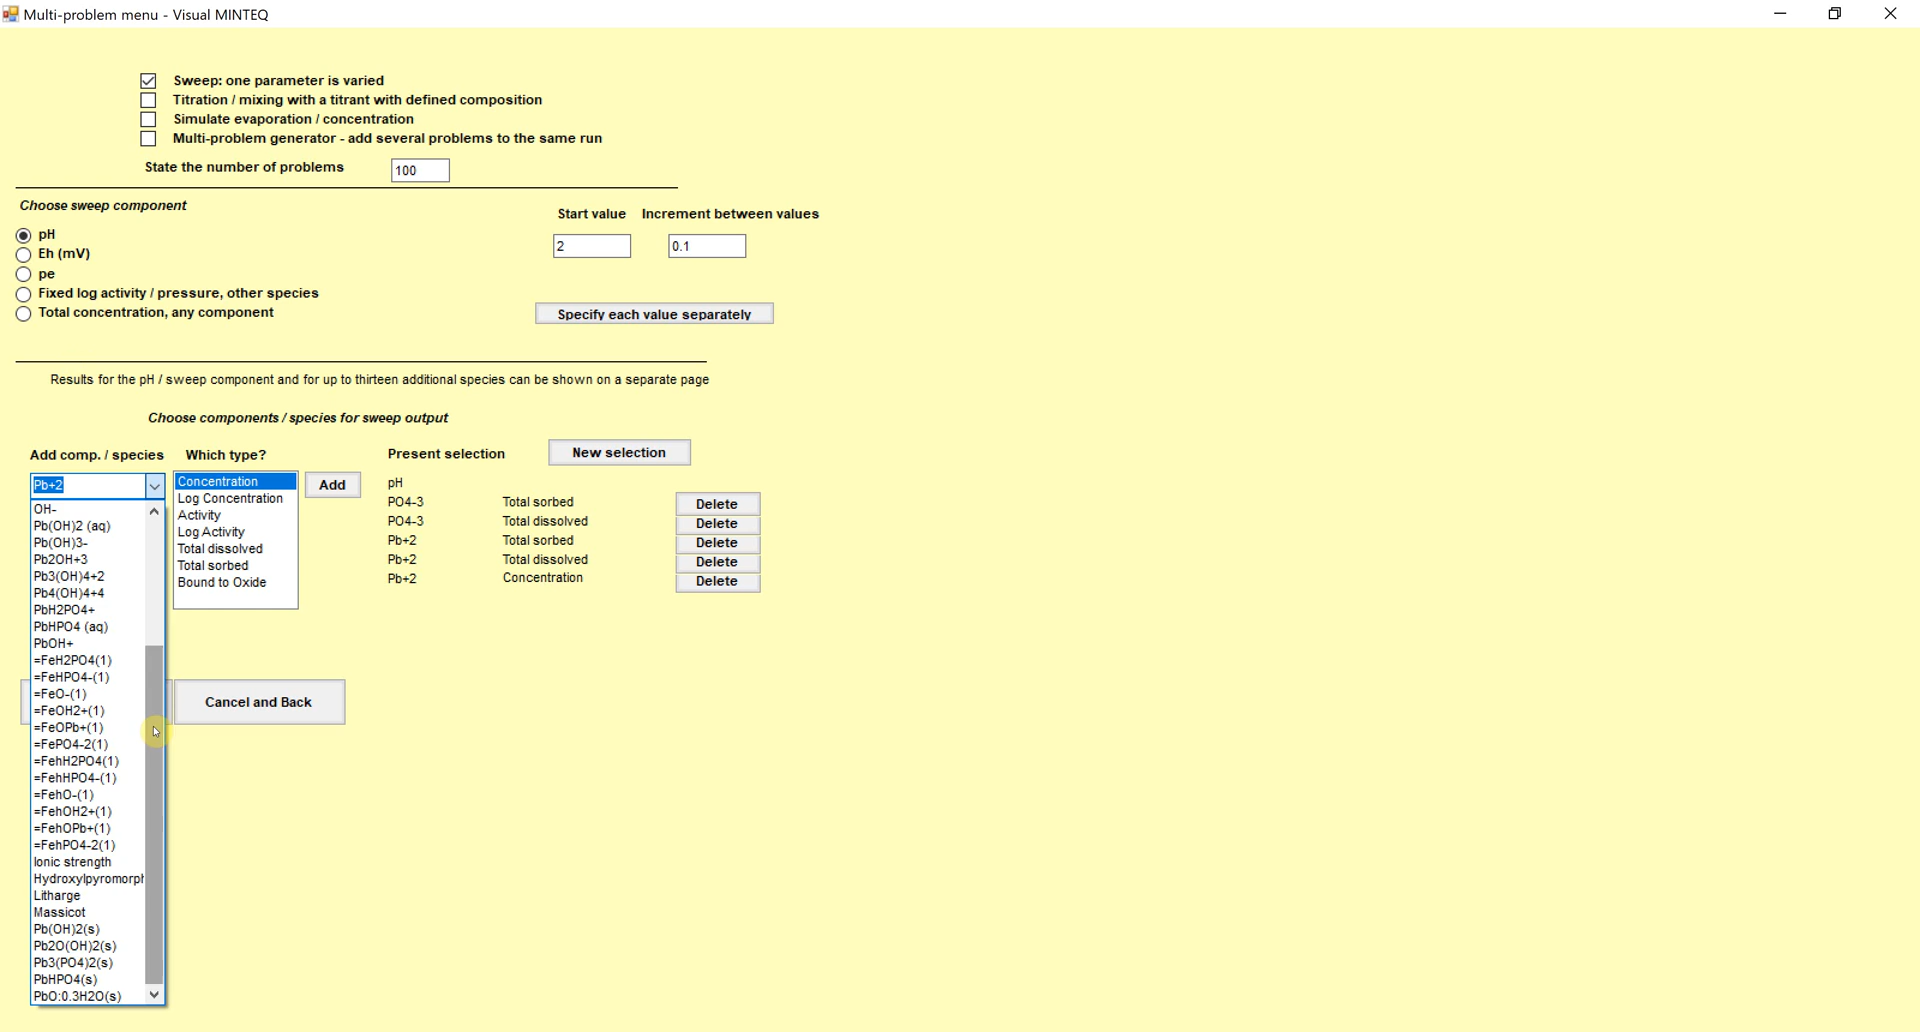 Multi-problem menu - Visual MINTEQ
Sweep: one parameter is varied
Titration / mixing with a titrant with defined composition
Simulate evaporation / concentration
Multi-problem generator - add several problems to the same run
State the number of problems 100
Choose sweep component
Start value Increment between values
pH
2 0.1
Eh (mV)
pe
Fixed log activity / pressure, other species
Total concentration, any component
Specify each value separately
Results for the pH / sweep component and for up to thirteen additional species can be shown on a separate page
Choose components / species for sweep output
Add comp. / species Which type? Present selection New selection
Pb+2
OH-
Pb(OH)2 (aq)
Pb(OH)3-
Pb2OH+3
Pb3(OH)4+2
Pb4(OH)4+4
PbH2PO4+
PbHPO4 (aq)
PbOH+
=FeH2PO4(1)
=FeHPO4-(1)
=FeO-(1)
=FeOH2+(1)
=FeOPb+(1)
=FePO4-2(1)
=FehH2PO4(1)
=FehHPO4-(1)
=FehO-(1)
=FehOH2+(1)
=FehOPb+(1)
=FehPO4-2(1)
Ionic strength
Hydroxylpyromorph
Litharge
Massicot
Pb(OH)2(s)
Pb2O(OH)2(s)
Pb3(PO4)2(s)
PbHPO4(s)
PbO:0.3H2O(s)
Concentration
Log Concentration
Activity
Log Activity
Total dissolved
Total sorbed
Bound to Oxide
Add
pH
PO4-3 Total sorbed Delete
PO4-3 Total dissolved Delete
Pb+2 Total sorbed Delete
Pb+2 Total dissolved Delete
Pb+2 Concentration Delete
Cancel and Back